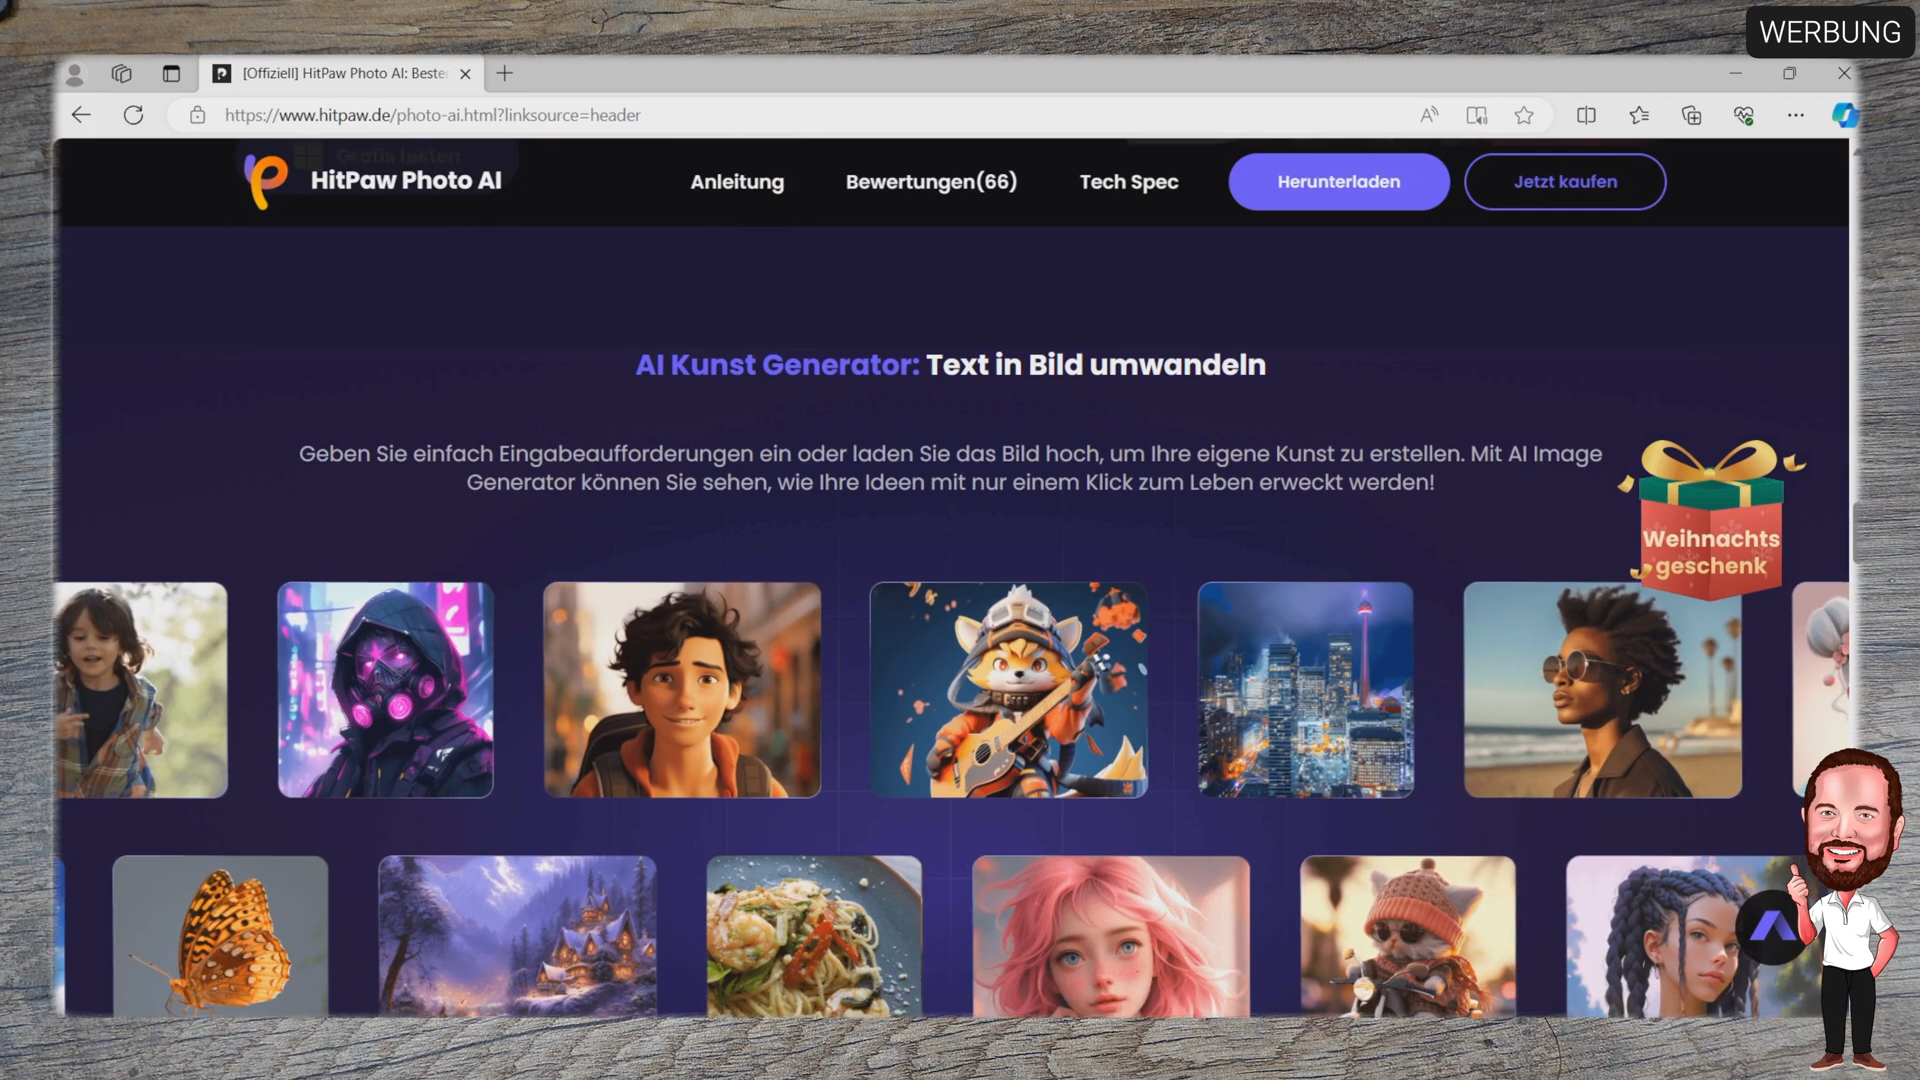 WERBUNG
[Offiziell] HitPaw Photo AI: Bester
https://www.hitpaw.de/photo-ai.html?linksource=header
Gratis testen
HitPaw Photo AI
Anleitung
Bewertungen(66)
Tech Spec
Herunterladen
Jetzt kaufen
AI Kunst Generator: Text in Bild umwandeln
Geben Sie einfach Eingabeaufforderungen ein oder laden Sie das Bild hoch, um Ihre eigene Kunst zu erstellen. Mit AI Image
Generator können Sie sehen, wie Ihre Ideen mit nur einem Klick zum Leben erweckt werden!
Weihnachts
geschenk